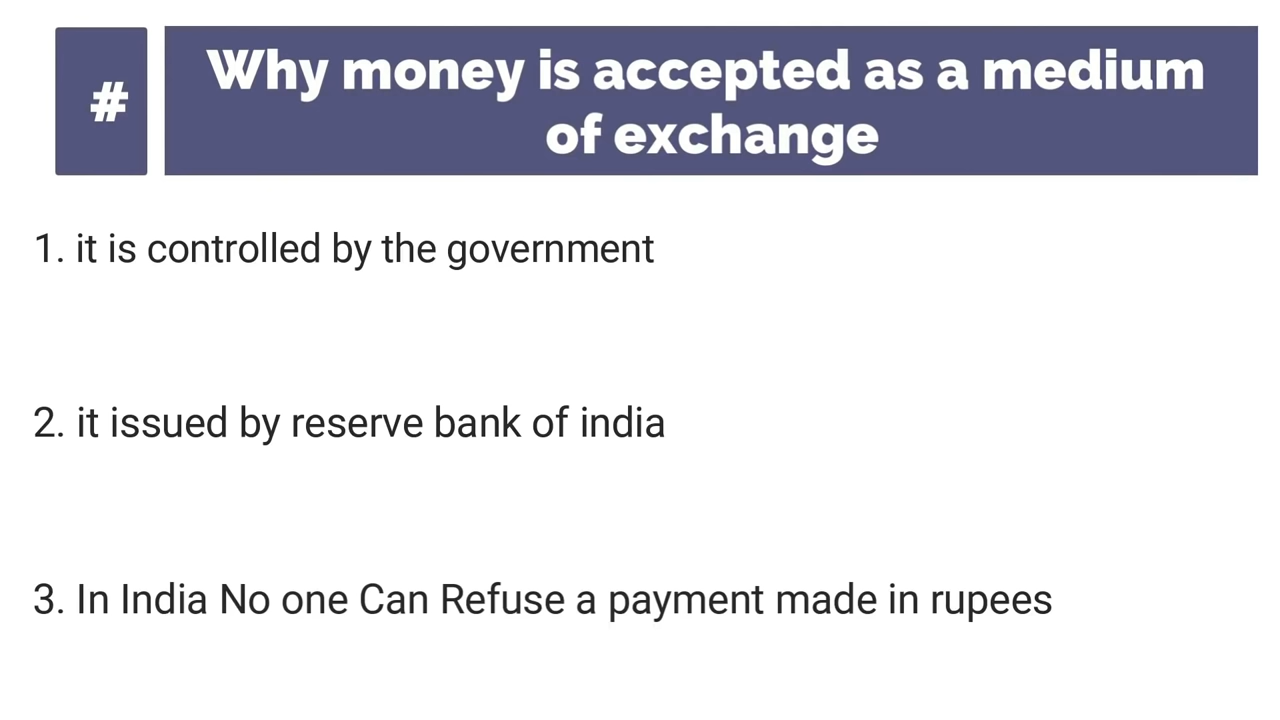 #
Why money is accepted as a medium
of exchange
1. it is controlled by the government
2. it issued by reserve bank of india
3. In India No one Can Refuse a payment made in rupees